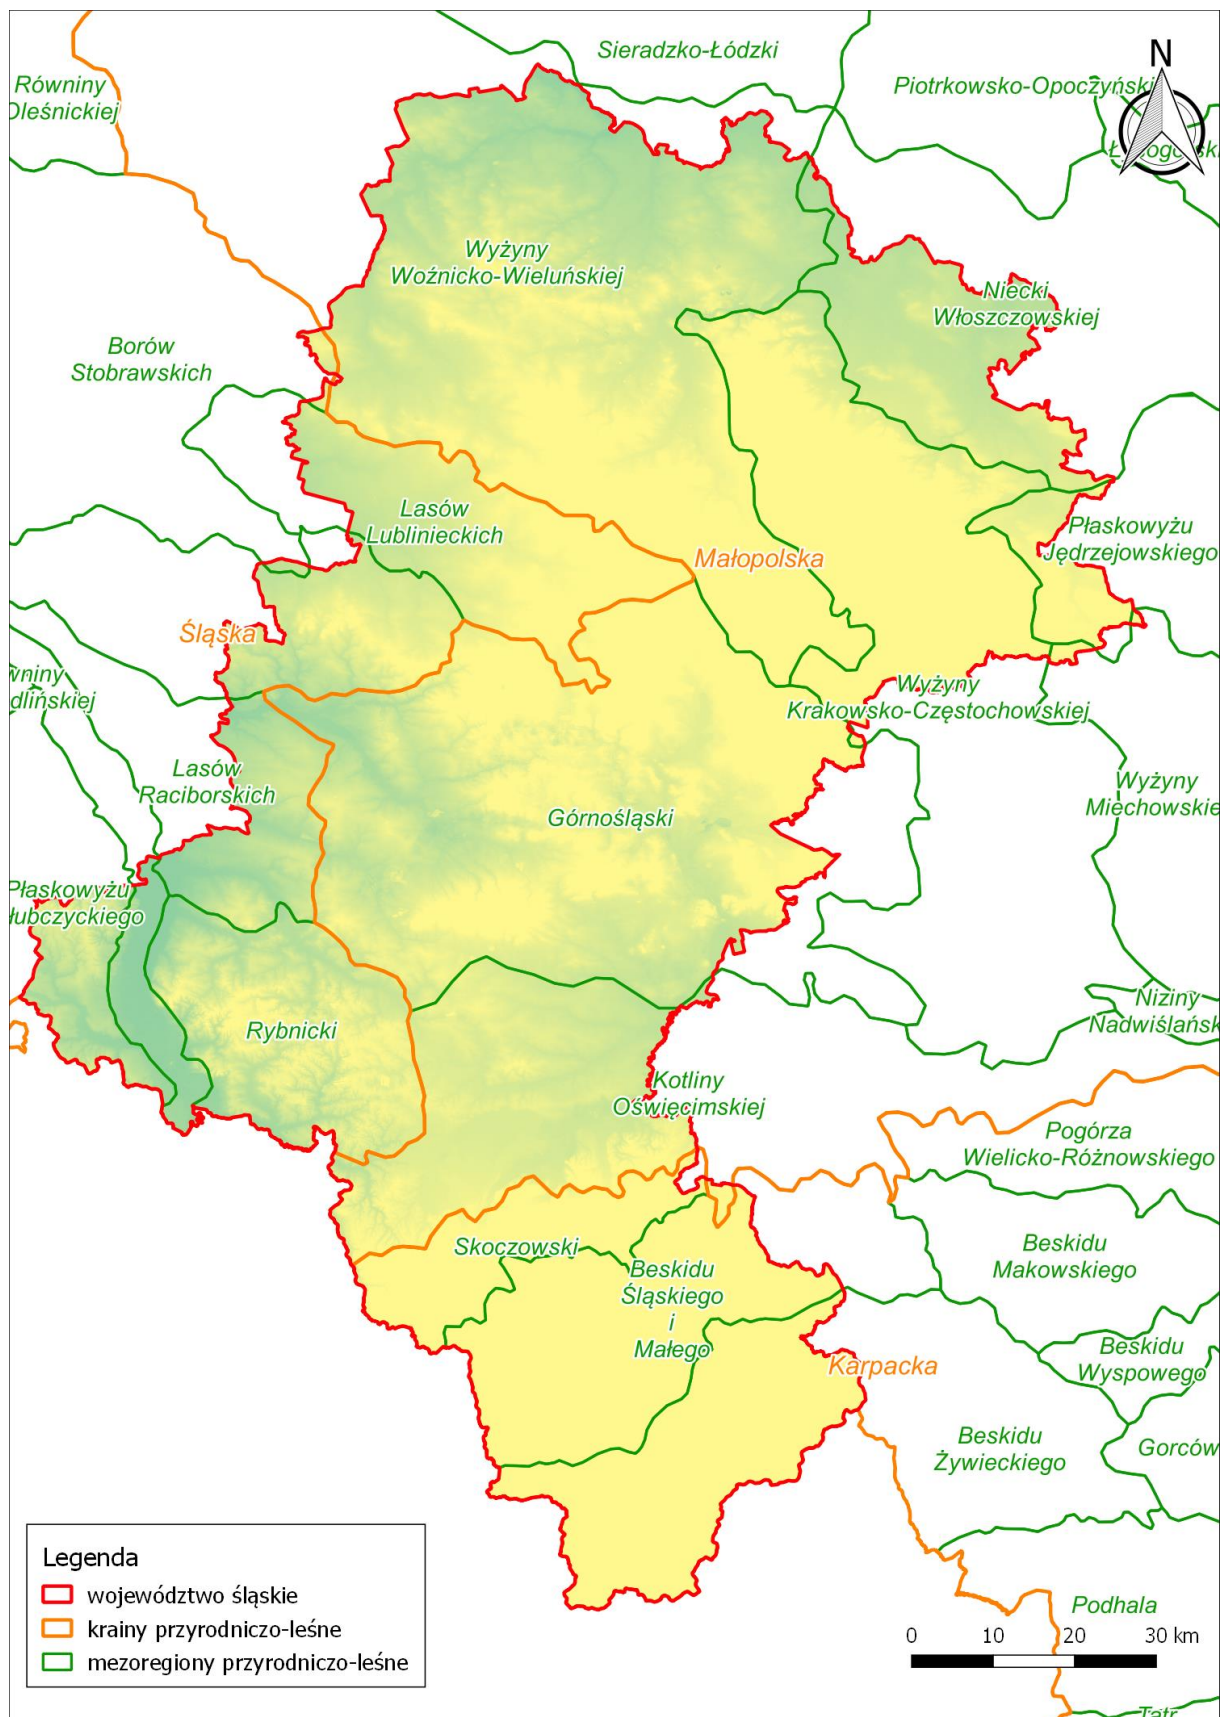 Sieradzko-Łódzki
N
Równiny
Oleśnickiej
Piotrkowsko-Opoczyński
Wyżyny
Woźnicko-Wieluńskiej
Niecki
Włoszczowskiej
Borów
Stobrawskich
Lasów
Lublinieckich
Płaskowyżu
Jędrzejowskiego
Małopolska
Śląska
Wyżyny
Krakowsko-Częstochowskiej
Lasów
Raciborskich
Wyżyny
Miechowskie
Górnośląski
Płaskowyżu
łubczyckiego
Niziny
Nadwiślańsk
Rybnicki
Kotliny
Oświęcimskiej
Pogórza
Wielicko-Różnowskiego
Skoczowski
Beskidu
Śląskiego
i
Małego
Beskidu
Makowskiego
Beskidu
Wyspowego
Karpacka
Beskidu
Żywieckiego
Gorców
Legenda
województwo śląskie
krainy przyrodniczo-leśne
mezoregiony przyrodniczo-leśne
Podhala
0 10 20 30 km